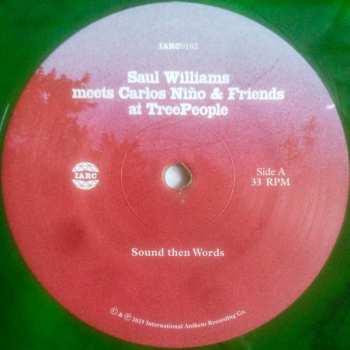 IARC0102
Saul Williams
meets Carlos Niño & Friends
at TreePeople
IARC
Side A
33 RPM
Sound then Words
© & ℗ 2025 International Anthem Recording Co.